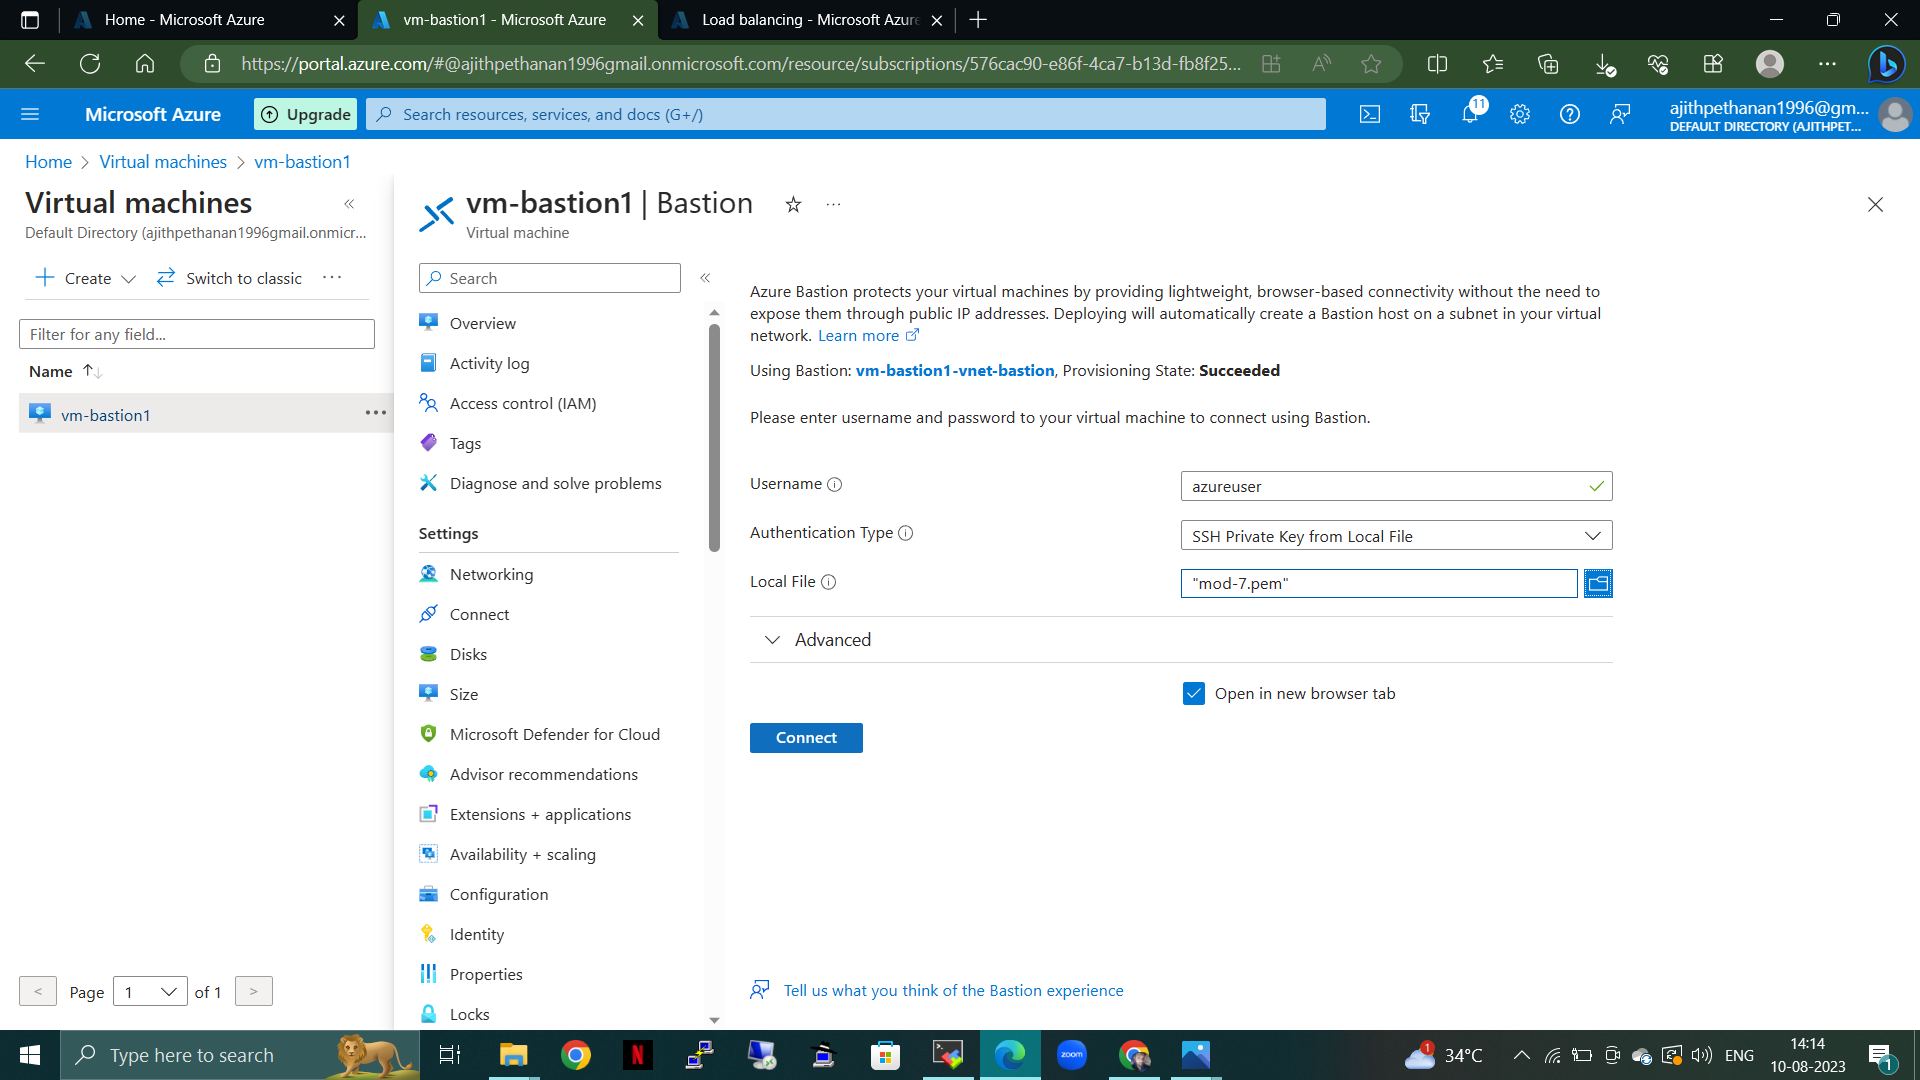 Home - Microsoft Azure
vm-bastion1 - Microsoft Azure
Load balancing - Microsoft Azure
https://portal.azure.com/#@ajithpethanan1996gmail.onmicrosoft.com/resource/subscriptions/576cac90-e86f-4ca7-b13d-fb8f25...
Microsoft Azure
Upgrade
Search resources, services, and docs (G+/)
11
ajithpethanan1996@gm...
DEFAULT DIRECTORY (AJITHPET...
Home > Virtual machines > vm-bastion1
Virtual machines
Default Directory (ajithpethanan1996gmail.onmicr...
Create
Switch to classic
Filter for any field...
Name
vm-bastion1
< Page 1 of 1 >
vm-bastion1 | Bastion
Virtual machine
Search
Overview
Activity log
Access control (IAM)
Tags
Diagnose and solve problems
Settings
Networking
Connect
Disks
Size
Microsoft Defender for Cloud
Advisor recommendations
Extensions + applications
Availability + scaling
Configuration
Identity
Properties
Locks
Azure Bastion protects your virtual machines by providing lightweight, browser-based connectivity without the need to
expose them through public IP addresses. Deploying will automatically create a Bastion host on a subnet in your virtual
network. Learn more
Using Bastion: vm-bastion1-vnet-bastion, Provisioning State: Succeeded
Please enter username and password to your virtual machine to connect using Bastion.
Username
azureuser
Authentication Type
SSH Private Key from Local File
Local File
"mod-7.pem"
Advanced
Open in new browser tab
Connect
Tell us what you think of the Bastion experience
Type here to search
N
zoom
1
34°C
ENG
14:14
10-08-2023
1